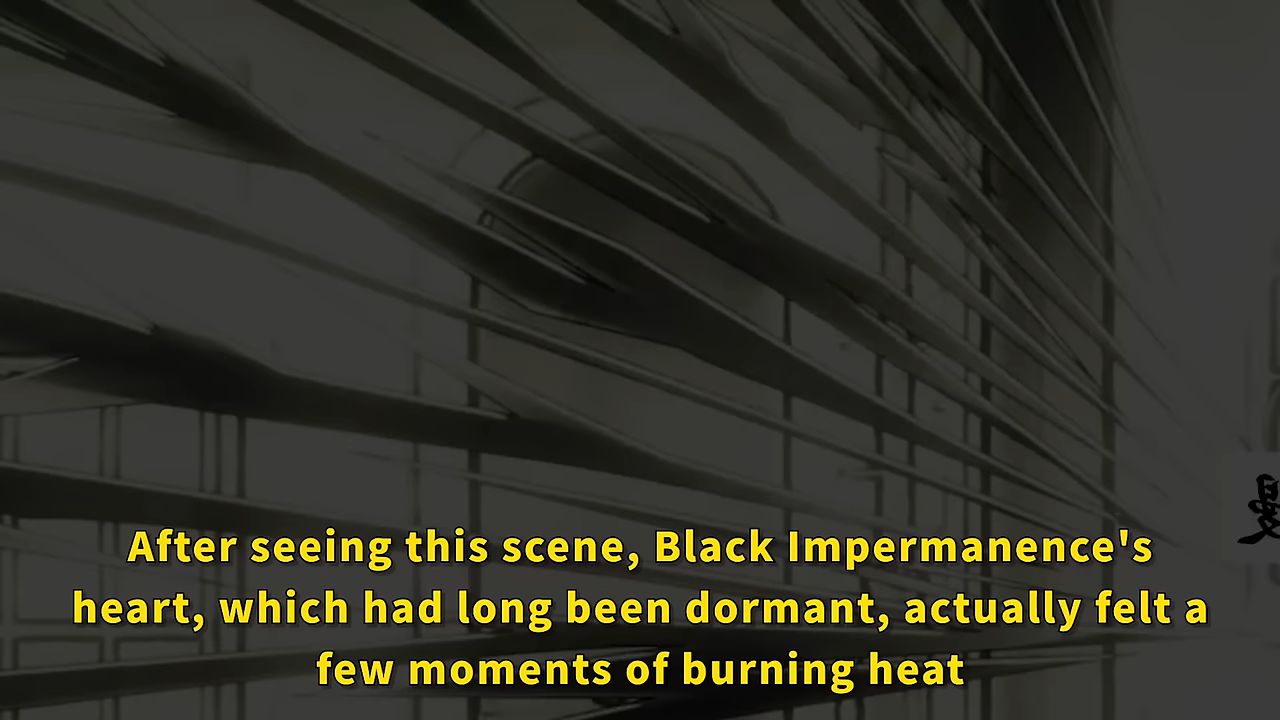 After seeing this scene, Black Impermanence's
heart, which had long been dormant, actually felt a
few moments of burning heat